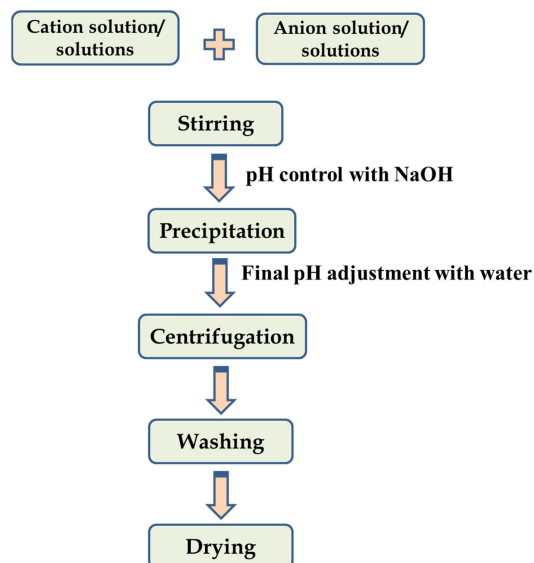 Cation solution/
solutions
Anion solution/
solutions
Stirring
pH control with NaOH
Precipitation
Final pH adjustment with water
Centrifugation
Washing
Drying